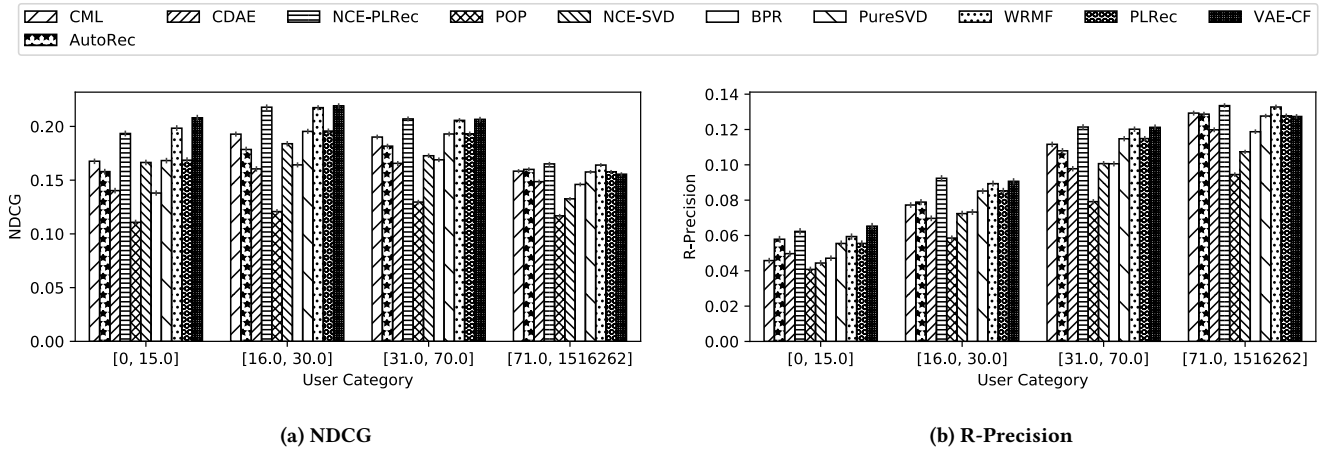 CML CDAE NCE-PLRec POP NCE-SVD BPR PureSVD WRMF PLRec VAE-CF
AutoRec
NDCG
0.20
0.15
0.10
0.05
0.00
[0, 15.0] [16.0, 30.0] [31.0, 70.0] [71.0, 1516262]
User Category
(a) NDCG
R-Precision
0.14
0.12
0.10
0.08
0.06
0.04
0.02
0.00
[0, 15.0] [16.0, 30.0] [31.0, 70.0] [71.0, 1516262]
User Category
(b) R-Precision